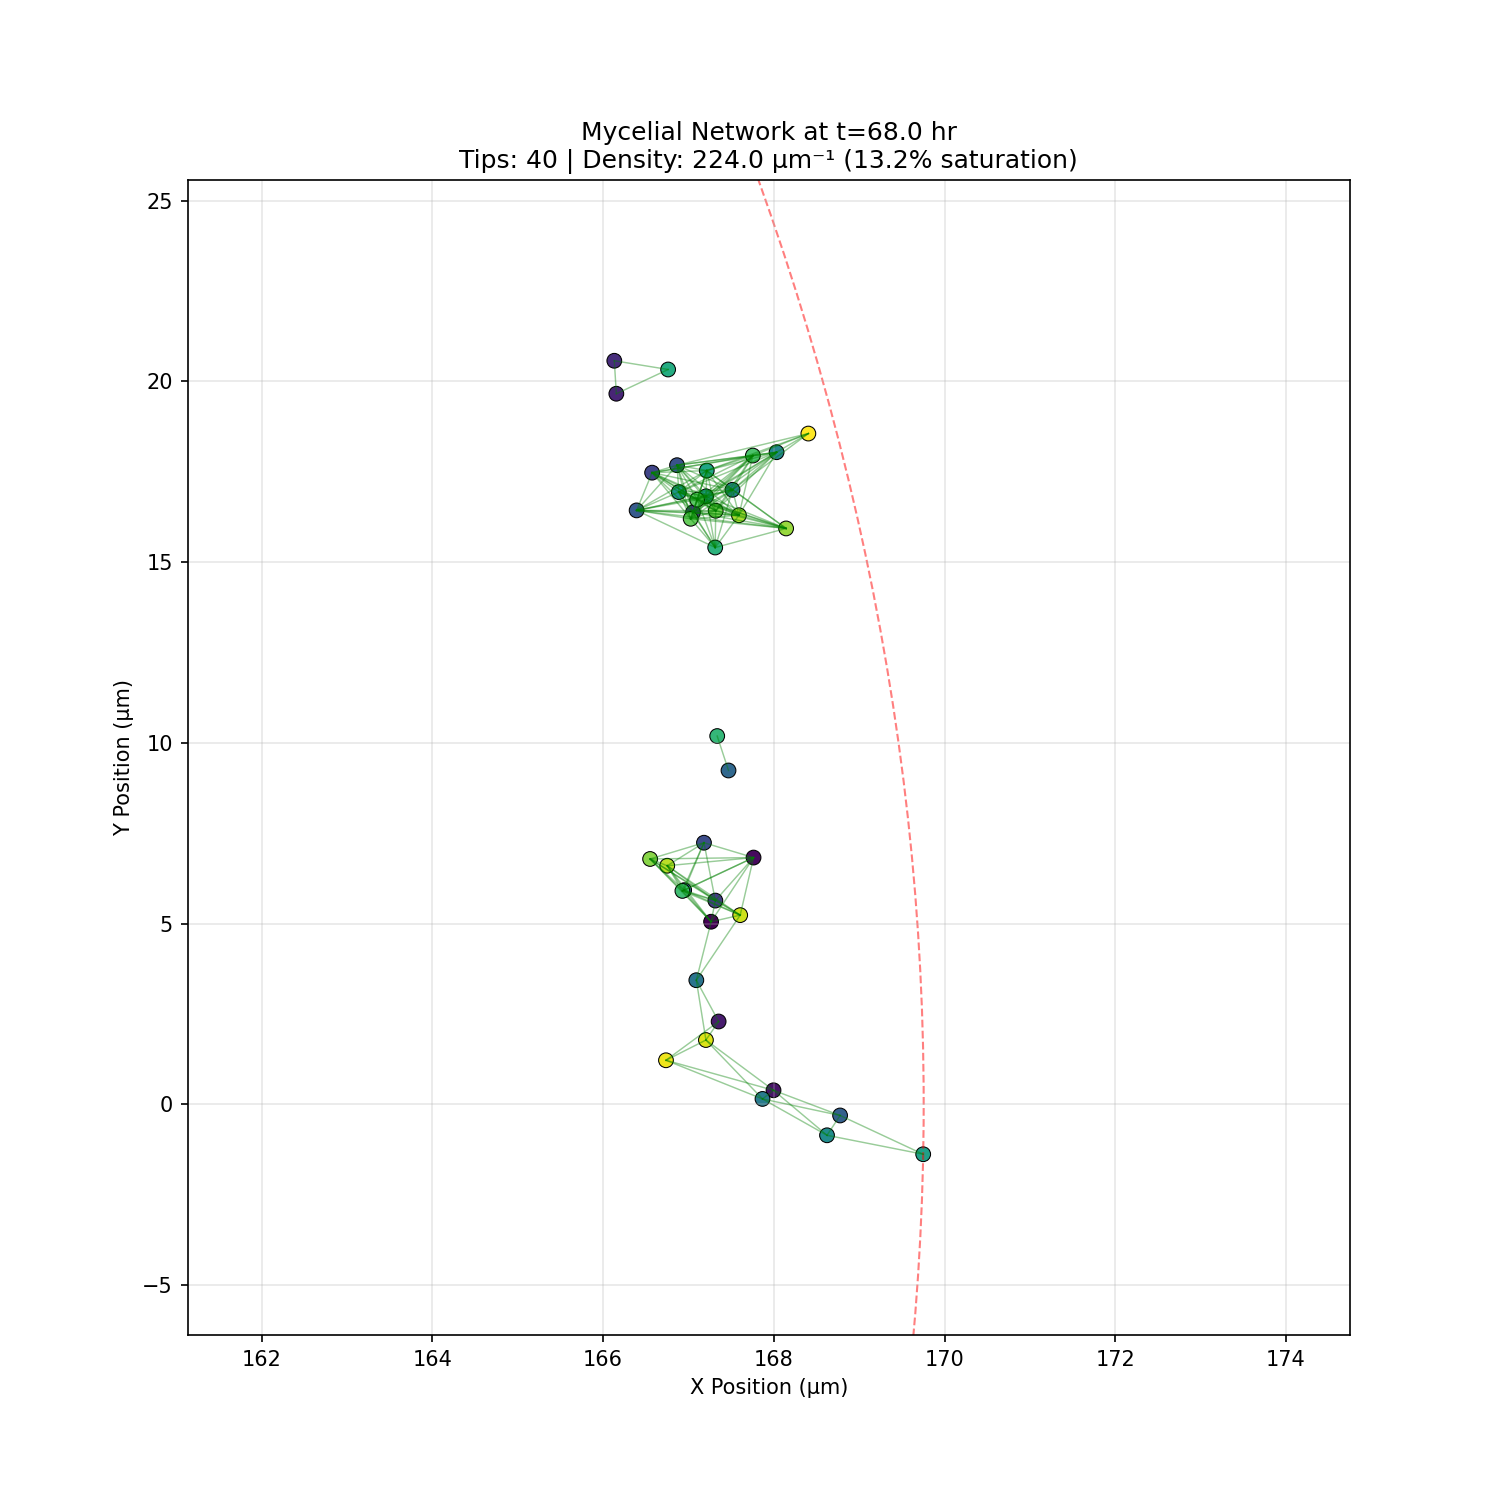 Mycelial Network at t=68.0 hr
Tips: 40 | Density: 224.0 μm⁻¹ (13.2% saturation)
25
20
15
10
5
0
−5
Y Position (μm)
162 164 166 168 170 172 174
X Position (μm)